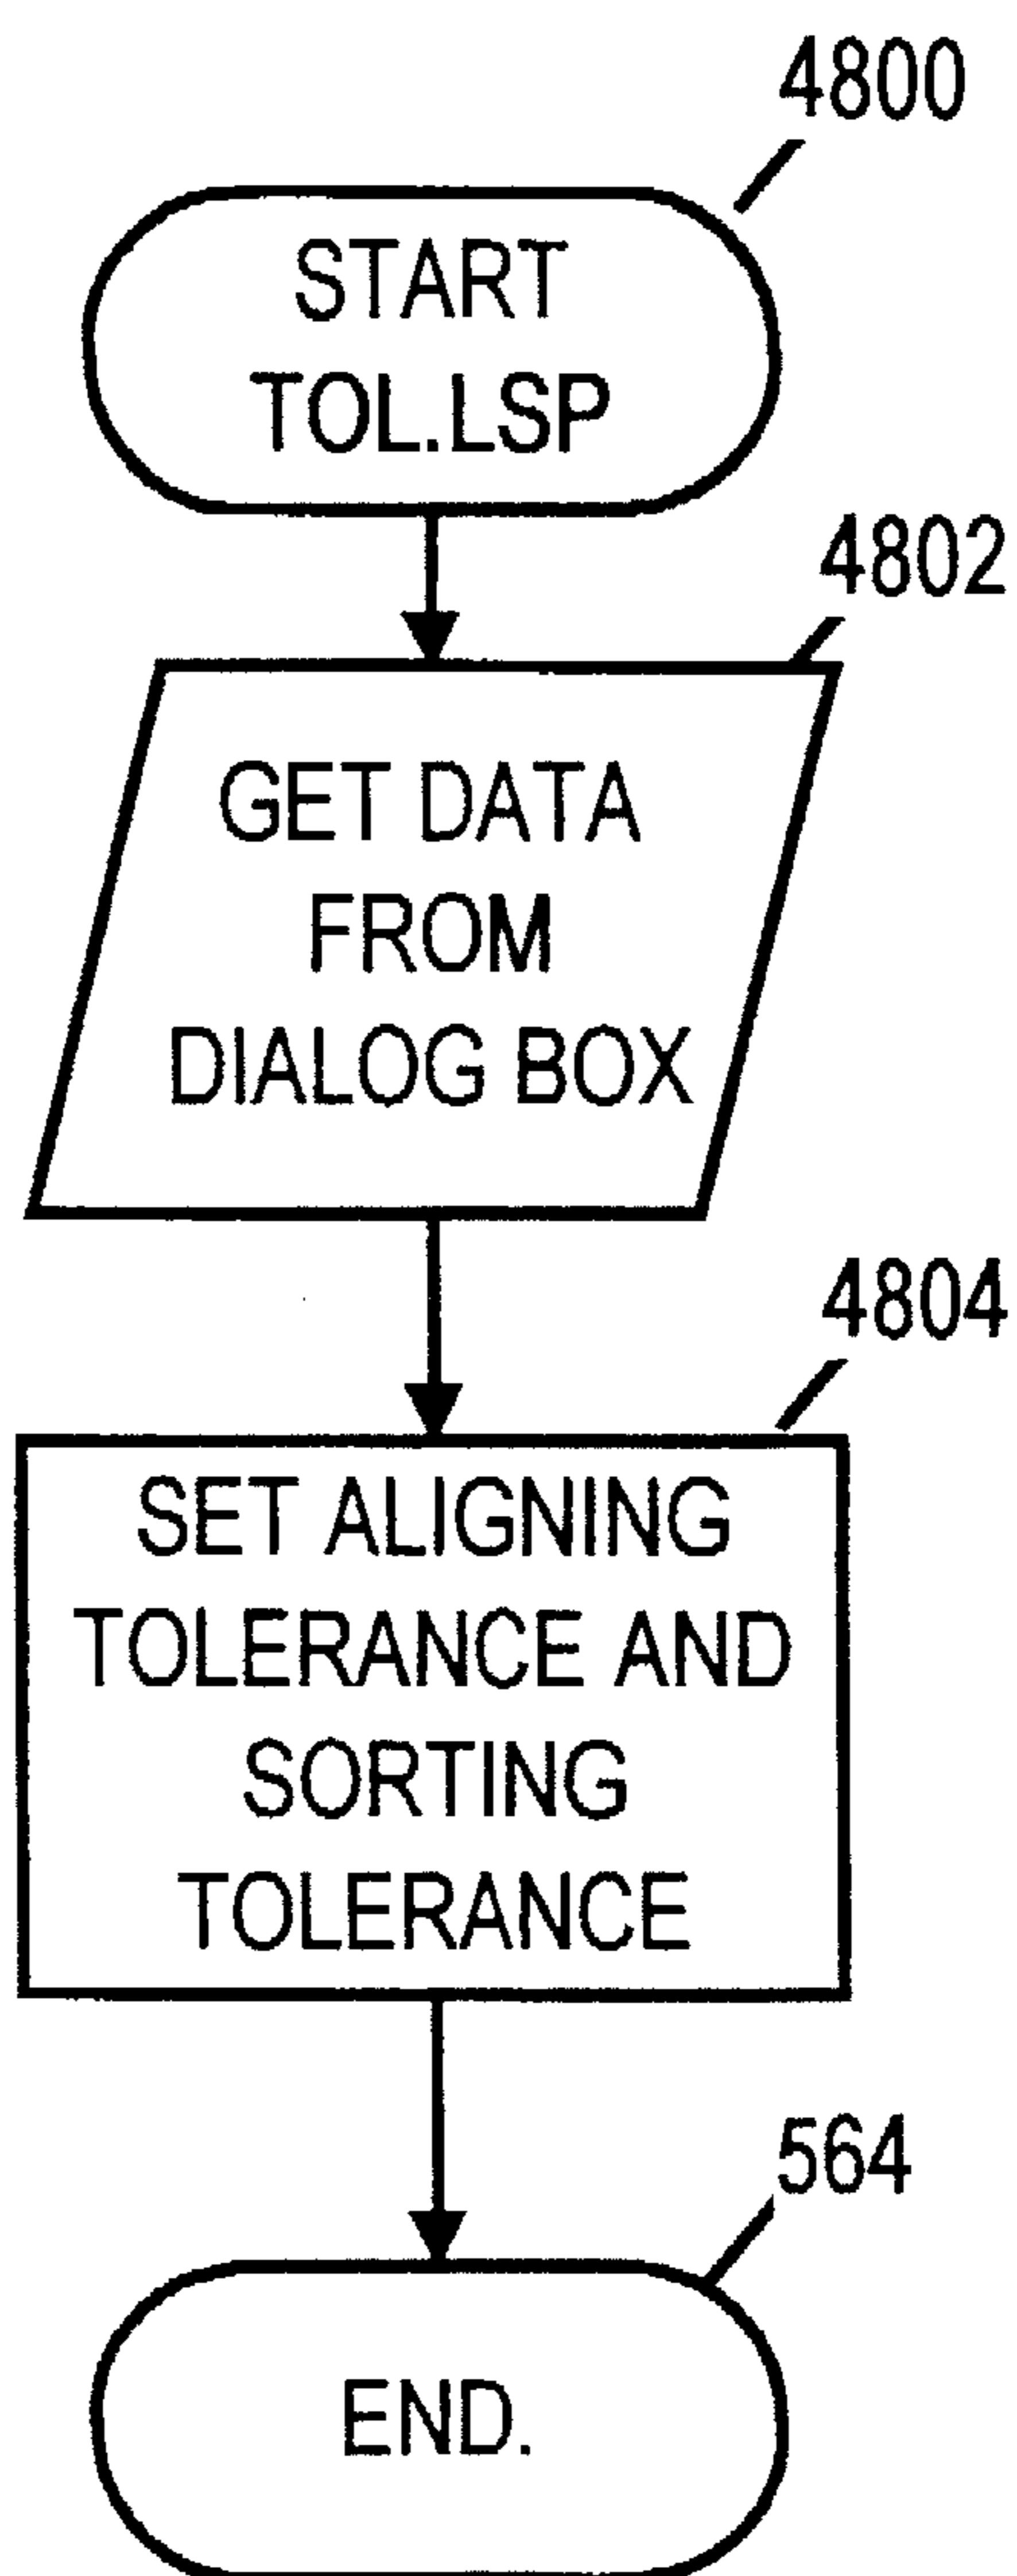 4800
START
TOL.LSP
4802
GET DATA
FROM
DIALOG BOX
4804
SET ALIGNING
TOLERANCE AND
SORTING
TOLERANCE
564
END.